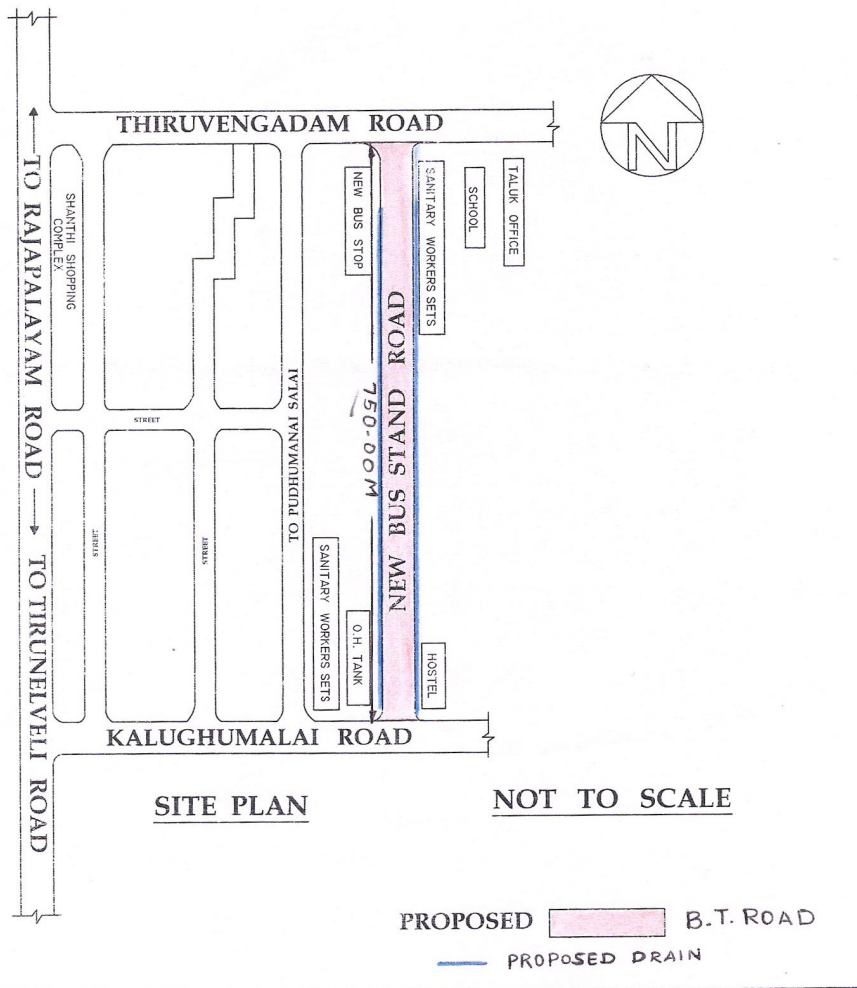 THIRUVENGADAM ROAD
N
TO RAJAPALAYAM ROAD
TO TIRUNELVELI ROAD
SHANTHI SHOPPING
COMPLEX
STREET
STREET
STREET
TO PUDHUMANAI SALAI
NEW BUS STOP
750-00M
NEW BUS STAND ROAD
SANITARY WORKERS SETS
SCHOOL
TALUK OFFICE
SANITARY WORKERS SETS
O.H. TANK
HOSTEL
KALUGHUMALAI ROAD
SITE PLAN
NOT TO SCALE
PROPOSED B.T. ROAD
PROPOSED DRAIN